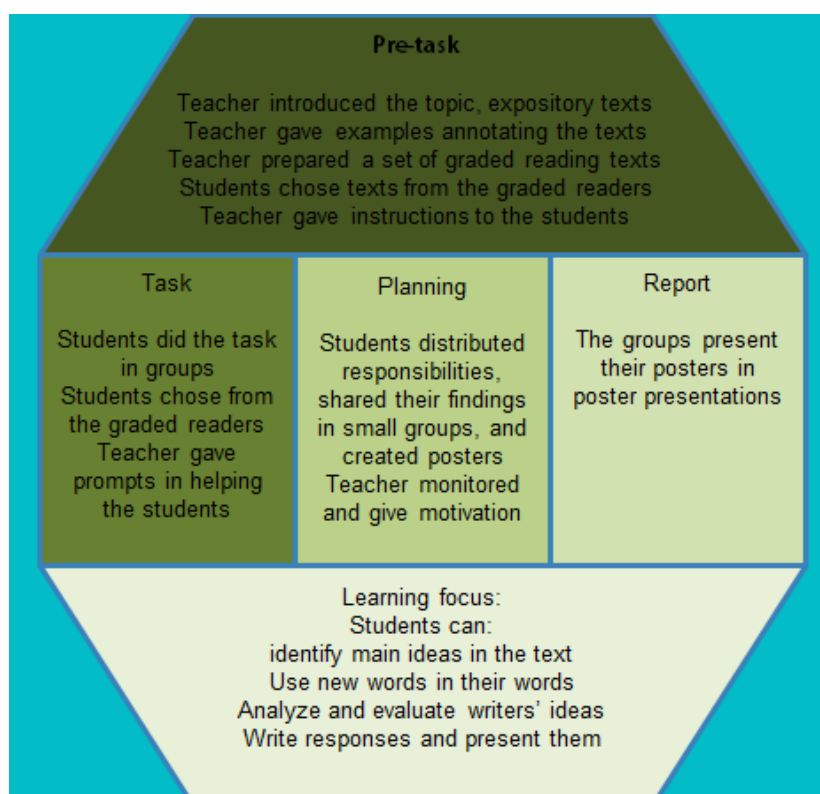 Pre-task
Teacher introduced the topic, expository texts
Teacher gave examples annotating the texts
Teacher prepared a set of graded reading texts
Students chose texts from the graded readers
Teacher gave instructions to the students
Task
Students did the task
in groups
Students chose from
the graded readers
Teacher gave
prompts in helping
the students
Planning
Students distributed
responsibilities,
shared their findings
in small groups, and
created posters
Teacher monitored
and give motivation
Report
The groups present
their posters in
poster presentations
Learning focus:
Students can:
identify main ideas in the text
Use new words in their words
Analyze and evaluate writers’ ideas
Write responses and present them